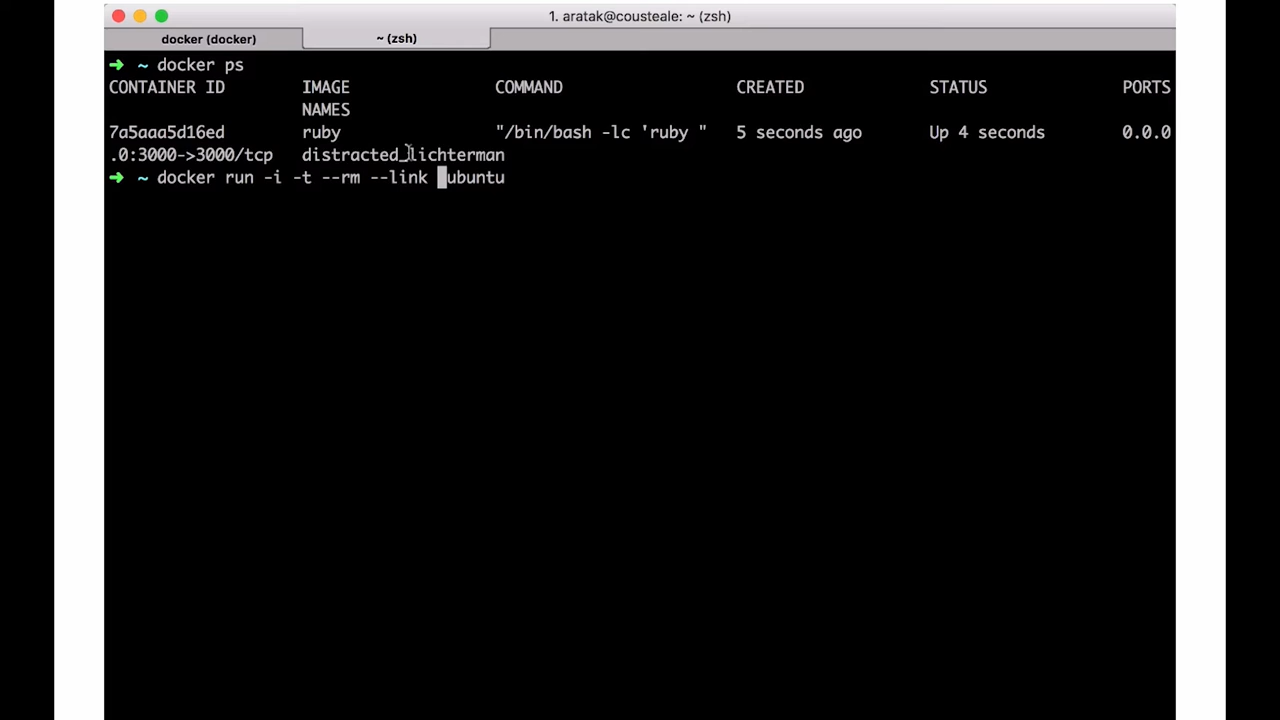 1. aratak@cousteale: ~ (zsh)
docker (docker) ~ (zsh)
➜ ~ docker ps
CONTAINER ID IMAGE COMMAND CREATED STATUS PORTS
NAMES
7a5aaa5d16ed ruby "/bin/bash -lc 'ruby " 5 seconds ago Up 4 seconds 0.0.0
.0:3000->3000/tcp distracted_lichterman
➜ ~ docker run -i -t --rm --link ubuntu